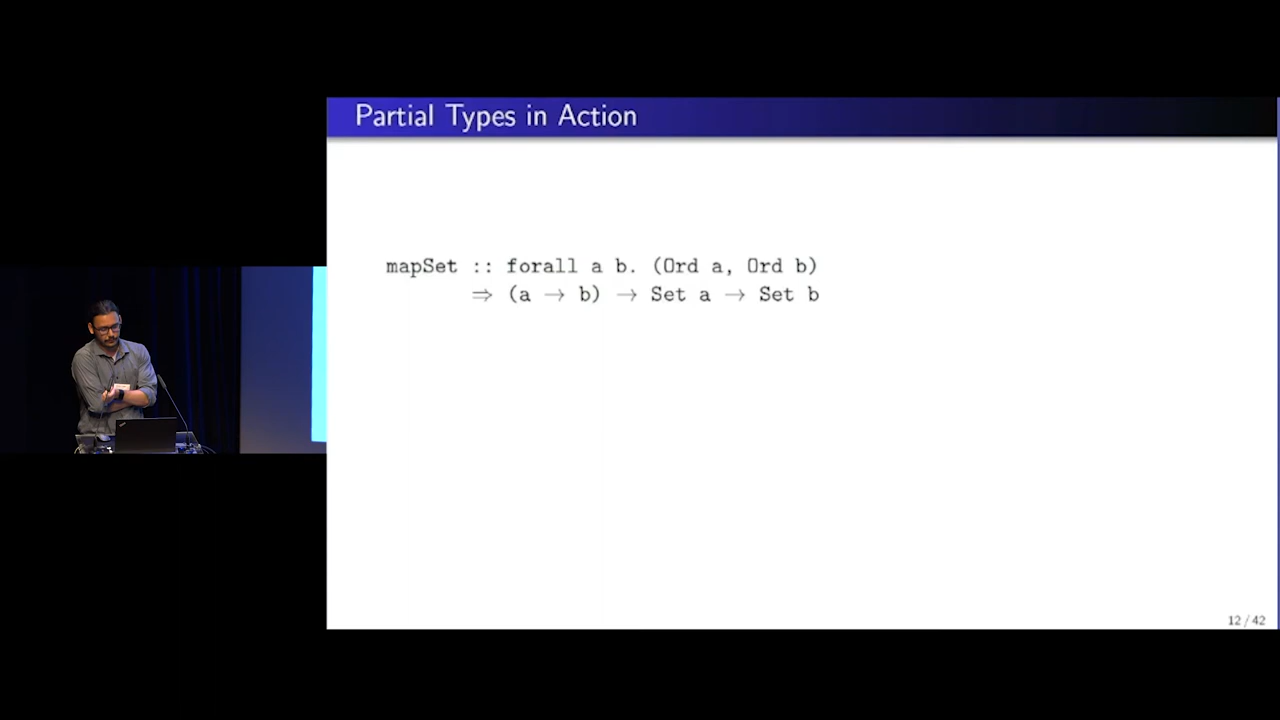 Partial Types in Action
mapSet :: forall a b. (Ord a, Ord b)
⇒ (a → b) → Set a → Set b
12 / 42